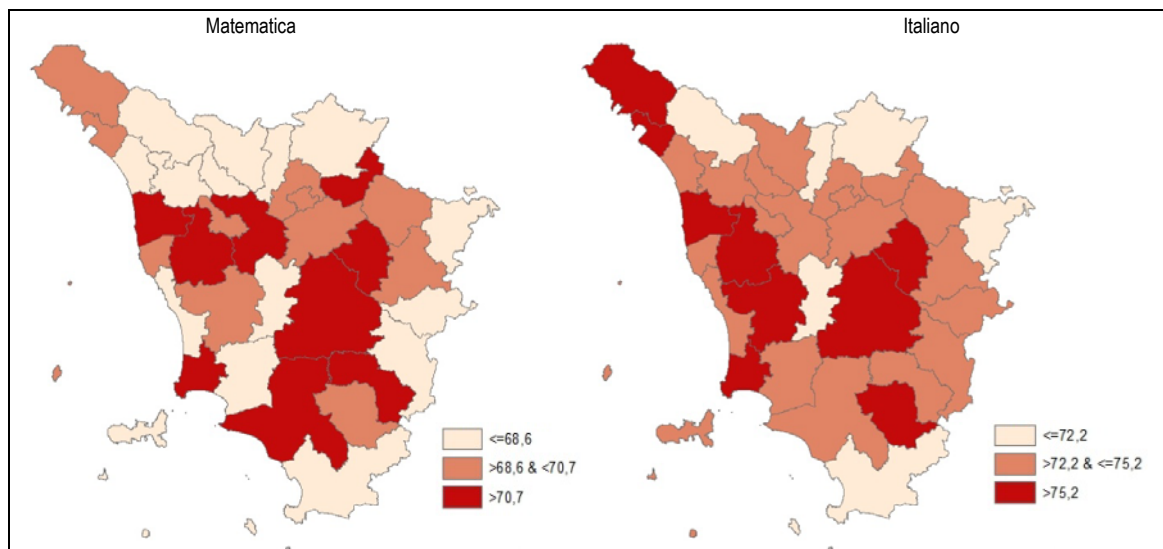 Matematica
Italiano
<=68,6
>68,6 & <70,7
>70,7
<=72,2
>72,2 & <=75,2
>75,2